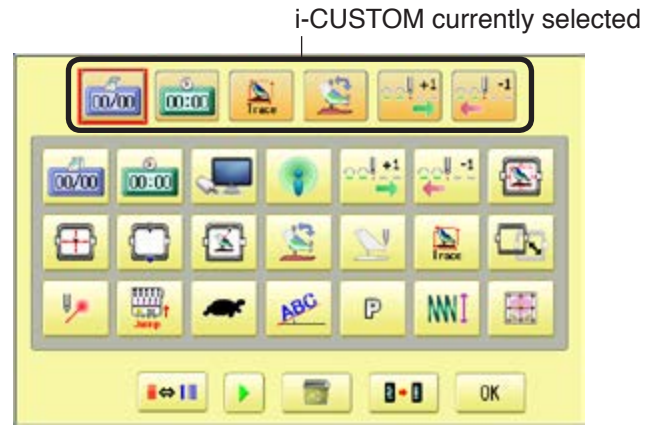 i-CUSTOM currently selected
00/00 00:00 Trace +1 -1
00/00 00:00 +1 -1
Trace
Jump ABC P
OK